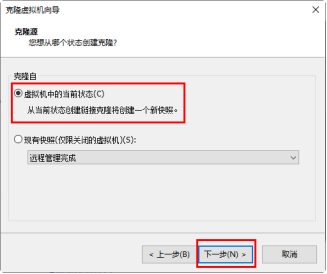 克隆虚拟机向导
克隆源
您想从哪个状态创建克隆?
克隆自
虚拟机中的当前状态(C)
从当前状态创建链接克隆将创建一个新快照。
现有快照(仅限关闭的虚拟机)(S):
远程管理完成
< 上一步(B)
下一步(N) >
取消